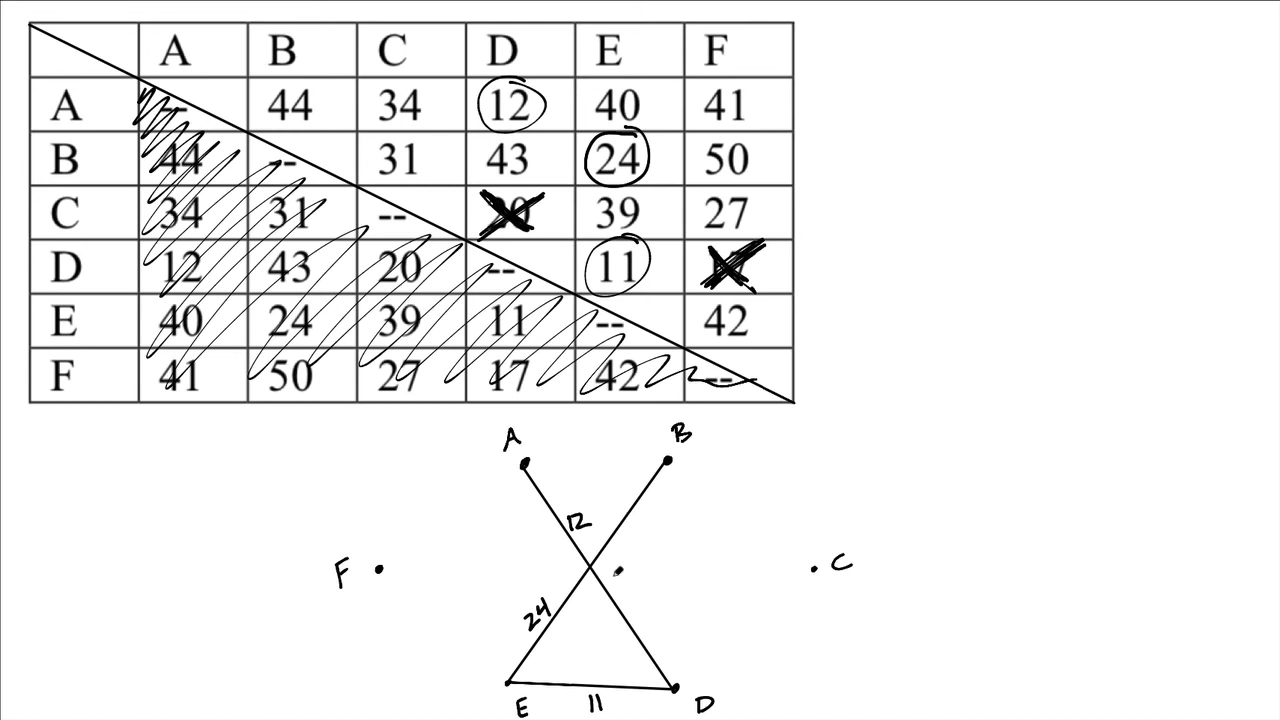 A B C D E F
A -- 44 34 12 40 41
B 44 -- 31 43 24 50
C 34 31 -- 20 39 27
D 12 43 20 -- 11
E 40 24 39 11 -- 42
F 41 50 27 17 42 --
A B
12
F C
24
E 11 D